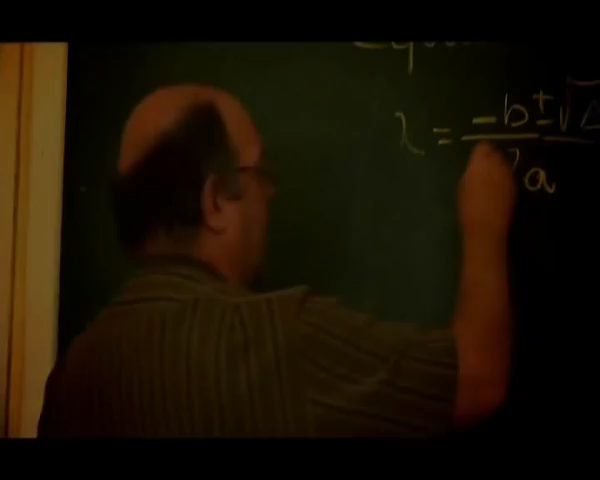 x = -b ± √Δ
2a